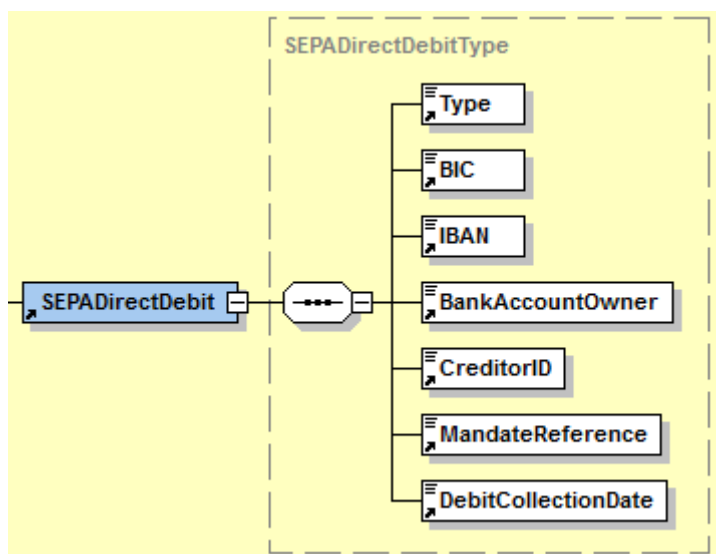 SEPADirectDebitType
Type
BIC
IBAN
SEPADirectDebit
BankAccountOwner
CreditorID
MandateReference
DebitCollectionDate